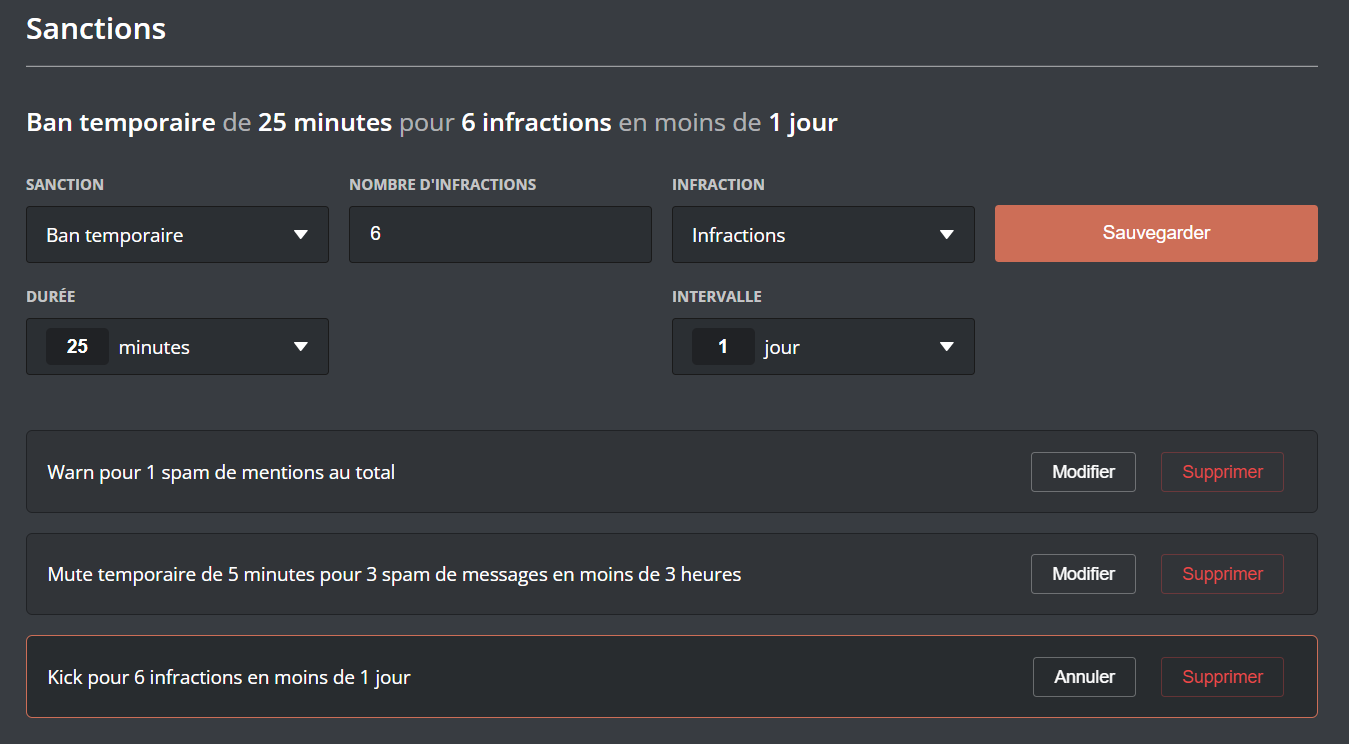 Sanctions
Ban temporaire de 25 minutes pour 6 infractions en moins de 1 jour
SANCTION
NOMBRE D'INFRACTIONS
INFRACTION
Ban temporaire
6
Infractions
Sauvegarder
DURÉE
INTERVALLE
25 minutes
1 jour
Warn pour 1 spam de mentions au total
Modifier
Supprimer
Mute temporaire de 5 minutes pour 3 spam de messages en moins de 3 heures
Modifier
Supprimer
Kick pour 6 infractions en moins de 1 jour
Annuler
Supprimer